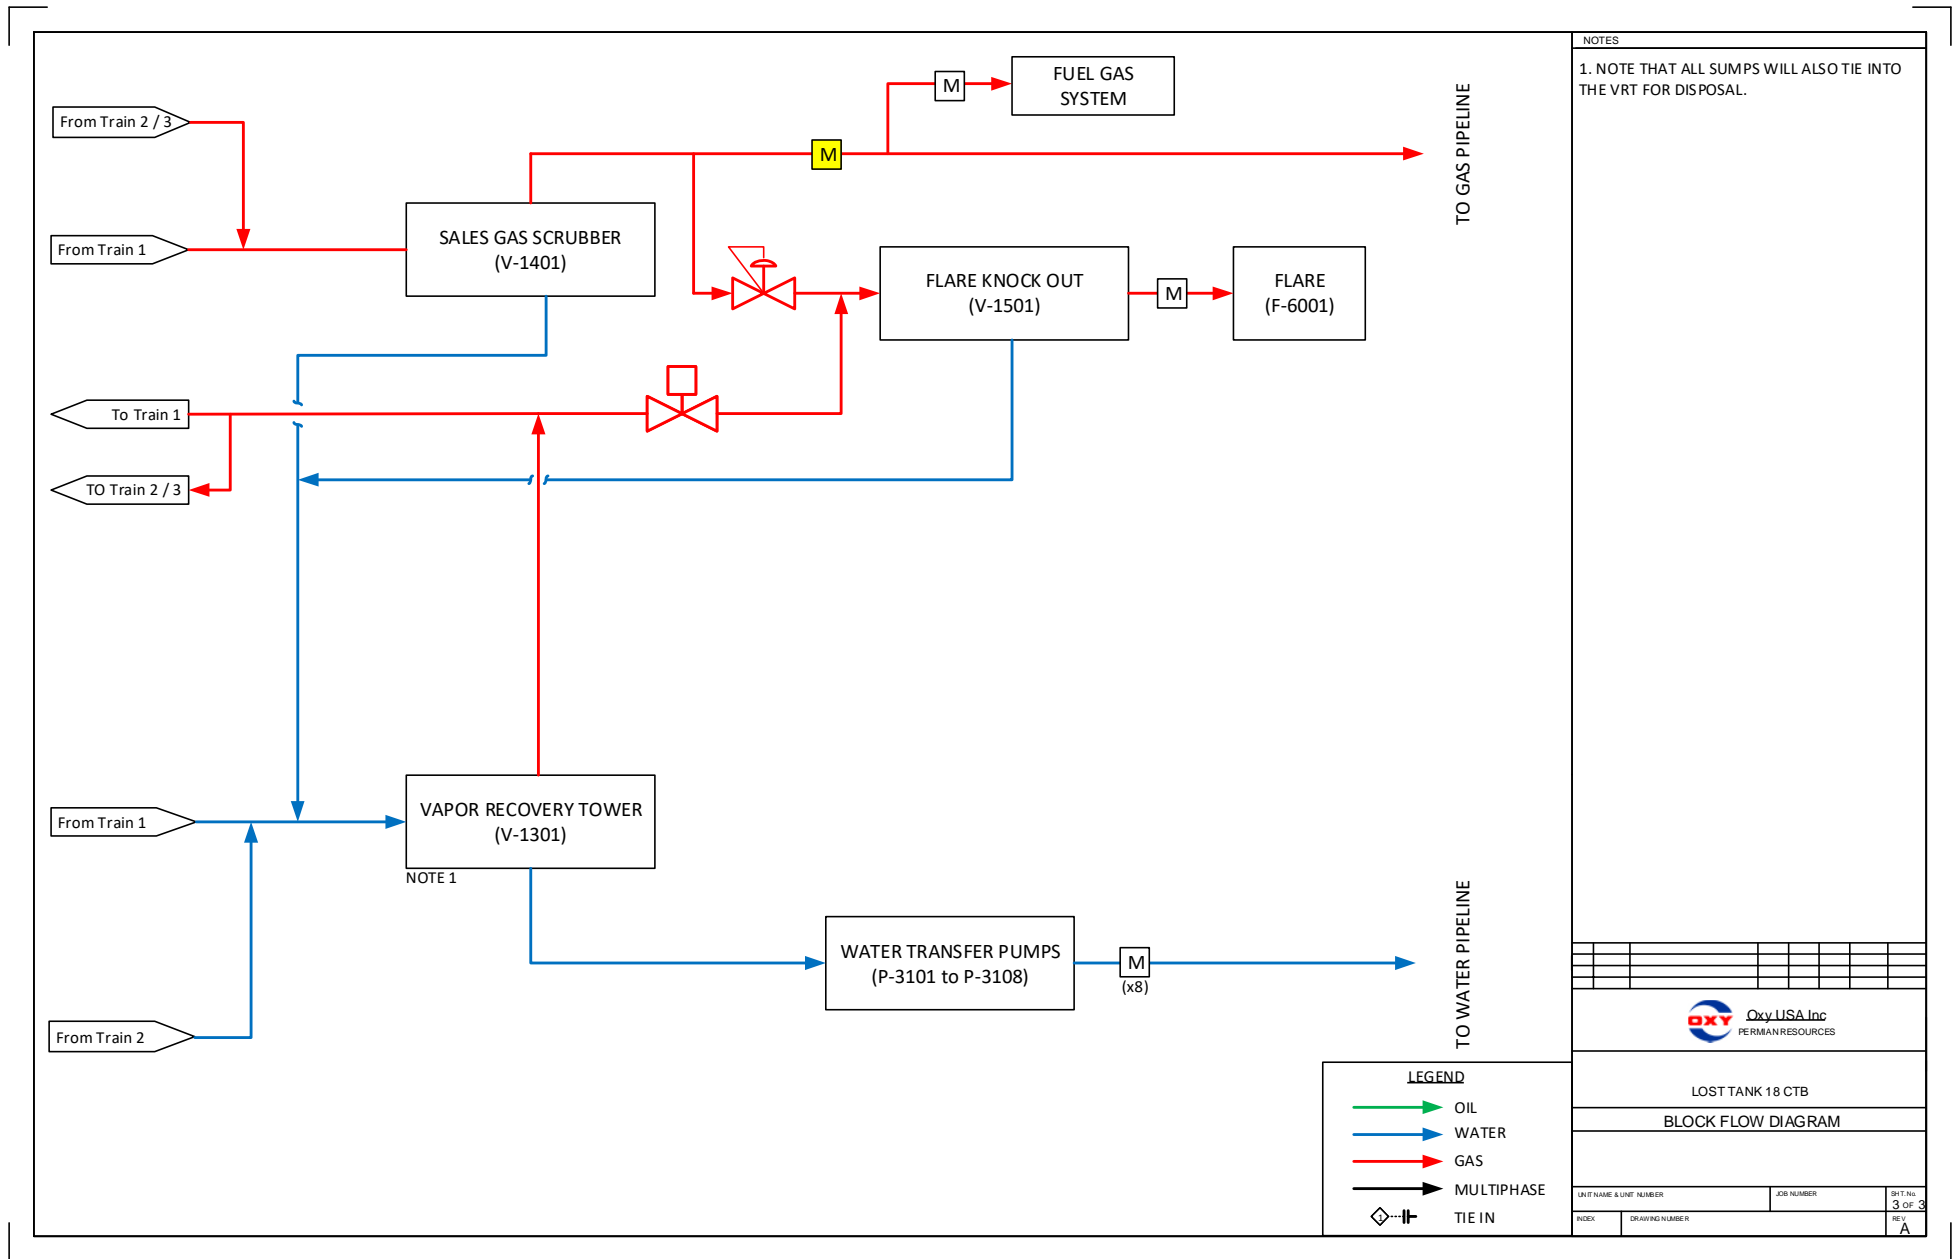 From Train 2 / 3
From Train 1
SALES GAS SCRUBBER
(V-1401)
M
FUEL GAS
SYSTEM
M
TO GAS PIPELINE
FLARE KNOCK OUT
(V-1501)
M
FLARE
(F-6001)
To Train 1
TO Train 2 / 3
From Train 1
VAPOR RECOVERY TOWER
(V-1301)
NOTE 1
From Train 2
WATER TRANSFER PUMPS
(P-3101 to P-3108)
M
(x8)
TO WATER PIPELINE
LEGEND
OIL
WATER
GAS
MULTIPHASE
1
TIE IN
NOTES
1. NOTE THAT ALL SUMPS WILL ALSO TIE INTO
THE VRT FOR DISPOSAL.
OXY
Oxy USA Inc
PERMIAN RESOURCES
LOST TANK 18 CTB
BLOCK FLOW DIAGRAM
UNIT NAME & UNIT NUMBER
JOB NUMBER
SHT. No.
3 OF 3
INDEX
DRAWING NUMBER
REV
A